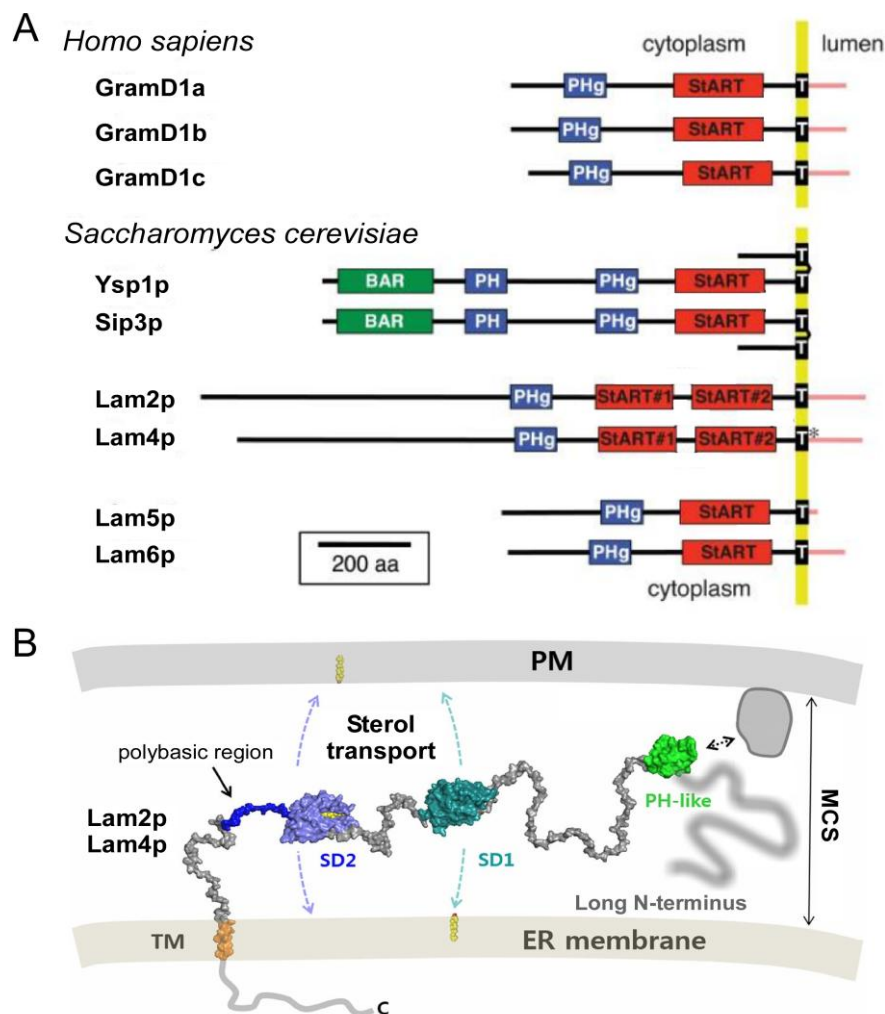 A
Homo sapiens
cytoplasm
lumen
GramD1a
PHg StART T
GramD1b
PHg StART T
GramD1c
PHg StART T
Saccharomyces cerevisiae
T
Ysp1p
BAR PH PHg StART T
Sip3p
BAR PH PHg StART T
T
Lam2p
PHg StART#1 StART#2 T
Lam4p
PHg StART#1 StART#2 T*
Lam5p
PHg StART T
Lam6p
PHg StART T
200 aa
cytoplasm
B
PM
Sterol
transport
polybasic region
PH-like
MCS
Lam2p
Lam4p
SD2
SD1
Long N-terminus
TM
ER membrane
C